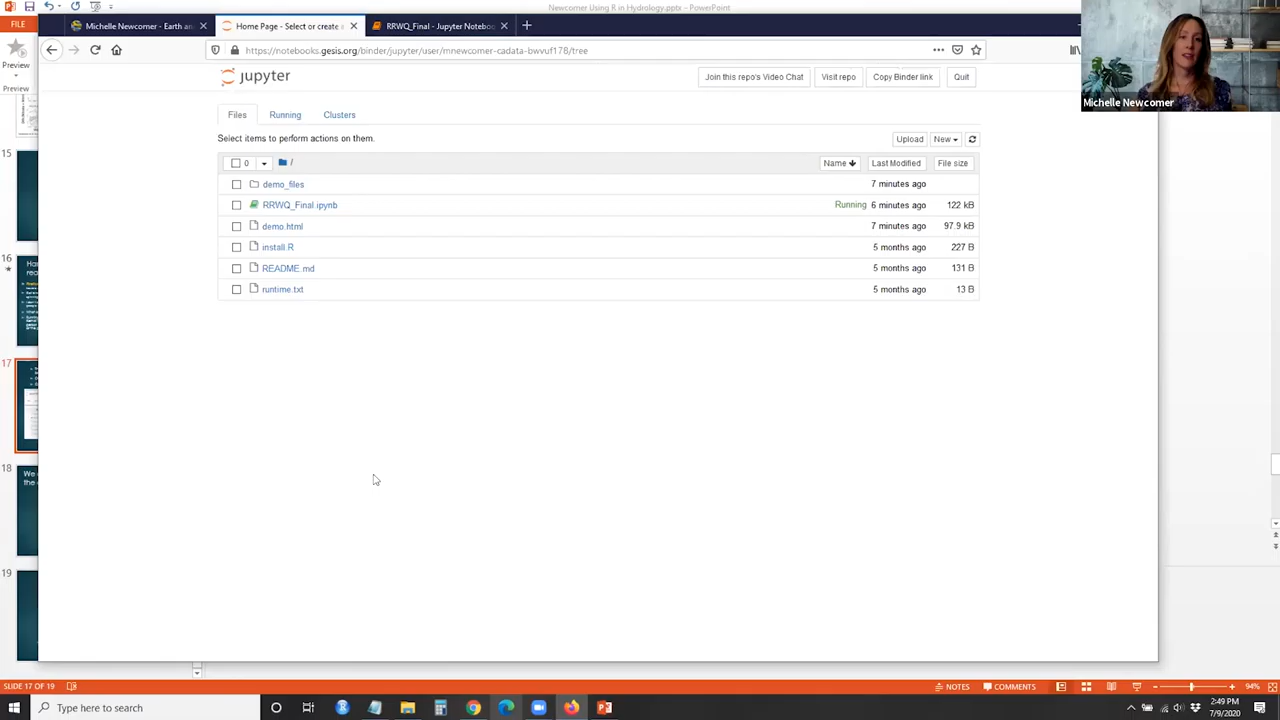 Newcomer Using R in Hydrology.pptx - PowerPoint
FILE
Michelle Newcomer - Earth an
Home Page - Select or create a
RRWQ_Final - Jupyter Noteboo
https://notebooks.gesis.org/binder/jupyter/user/mnewcomer-cadata-bwvuf178/tree
Preview
Preview
jupyter
Join this repo's Video Chat
Visit repo
Copy Binder link
Quit
Michelle Newcomer
Files
Running
Clusters
Select items to perform actions on them.
Upload
New
0
/
Name
Last Modified
File size
demo_files
7 minutes ago
RRWQ_Final.ipynb
Running
6 minutes ago
122 kB
demo.html
7 minutes ago
97.9 kB
install.R
5 months ago
227 B
README.md
5 months ago
131 B
runtime.txt
5 months ago
13 B
15
16
17
18
19
SLIDE 17 OF 19
NOTES
COMMENTS
94%
Type here to search
2:49 PM
7/9/2020